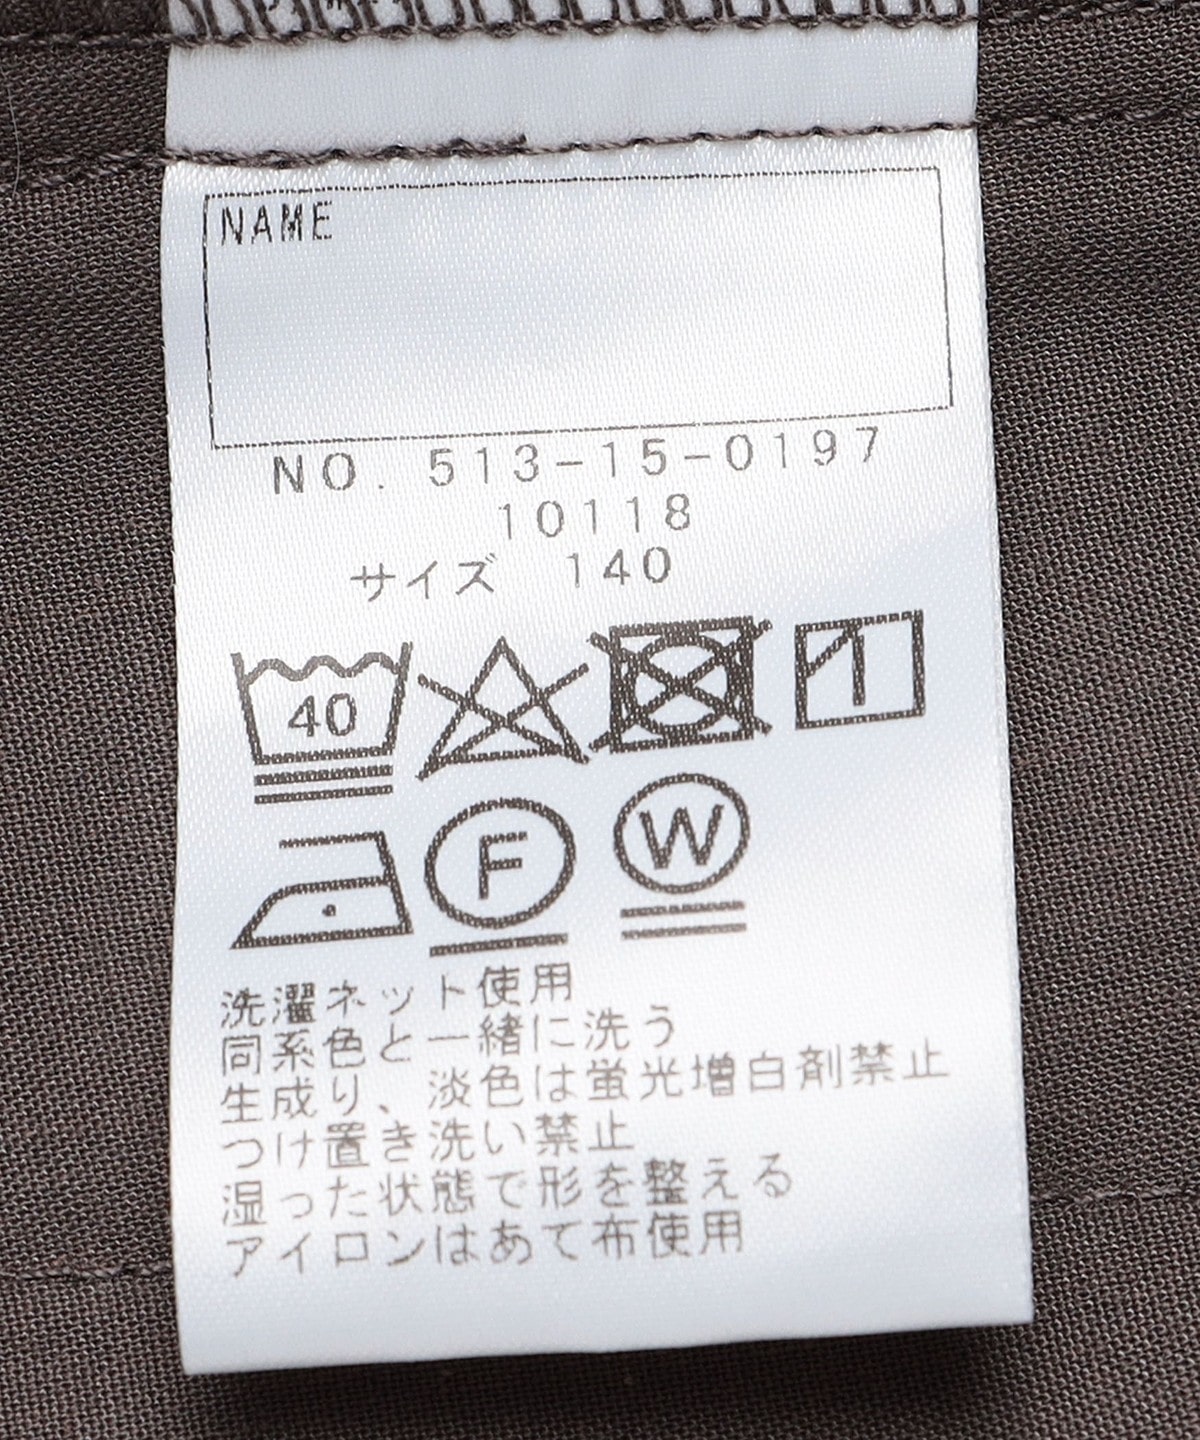 NAME
NO. 513-15-0197
10118
サイズ 140
40
F
W
洗濯ネット使用
同系色と一緒に洗う
生成り、淡色は蛍光増白剤禁止
つけ置き洗い禁止
湿った状態で形を整える
アイロンはあて布使用